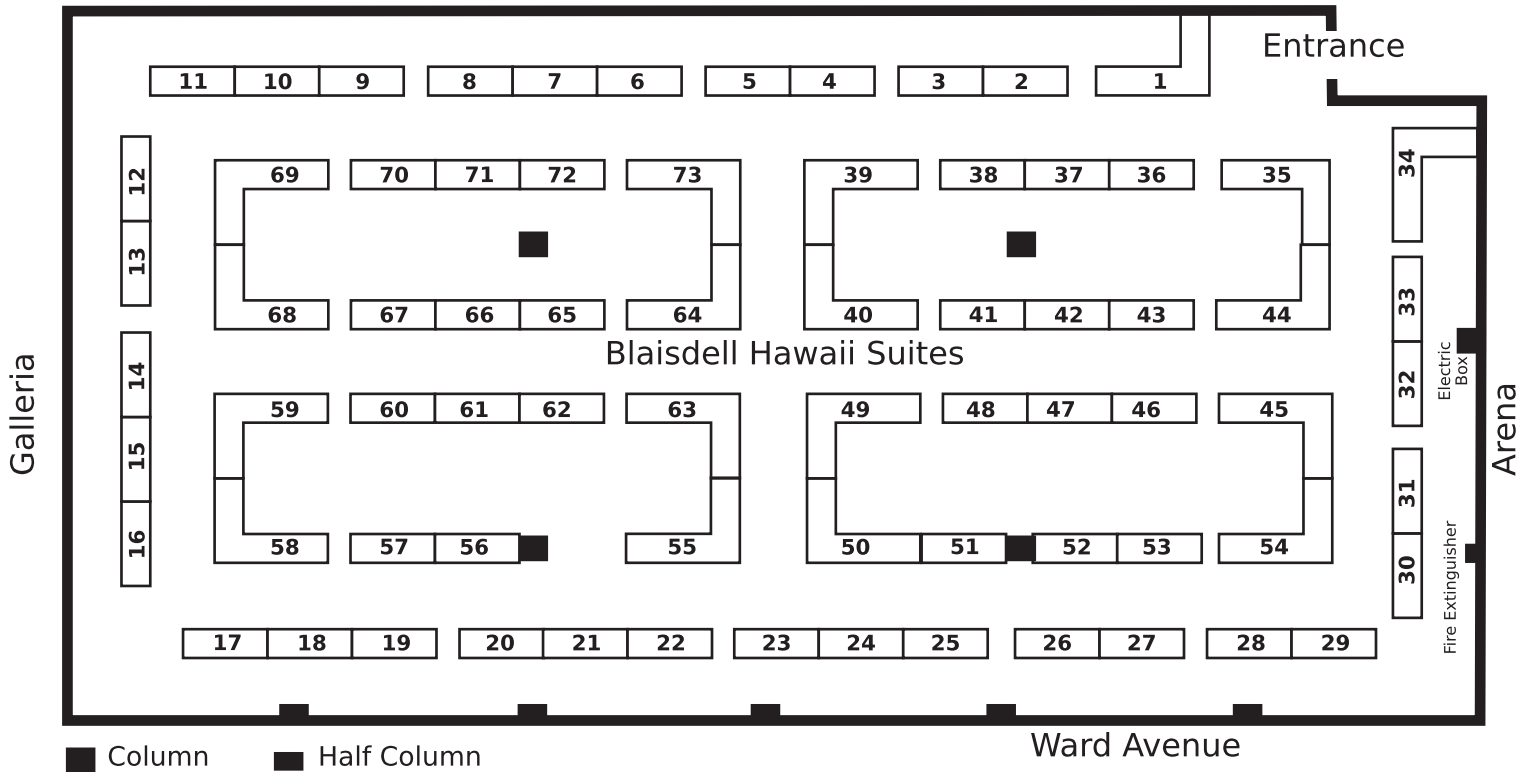 Entrance
11 10 9 8 7 6 5 4 3 2 1
12
13
34
69 70 71 72 73 39 38 37 36 35
68 67 66 65 64 40 41 42 43 44
33
32
Blaisdell Hawaii Suites
Electric
Box
Galleria
Arena
14
15
16
59 60 61 62 63 49 48 47 46 45
58 57 56 55 50 51 52 53 54
31
30
Fire Extinguisher
17 18 19 20 21 22 23 24 25 26 27 28 29
Ward Avenue
Column
Half Column